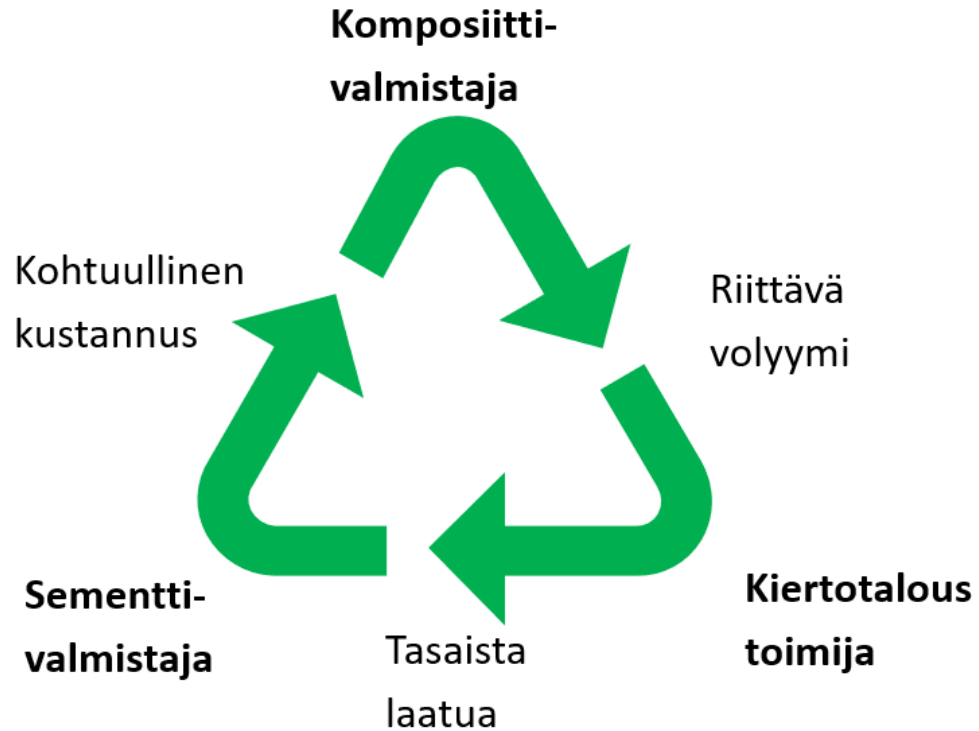 Komposiitti-
valmistaja
Kohtuullinen
kustannus
Riittävä
volyymi
Sementti-
valmistaja
Tasaista
laatua
Kiertotalous
toimija